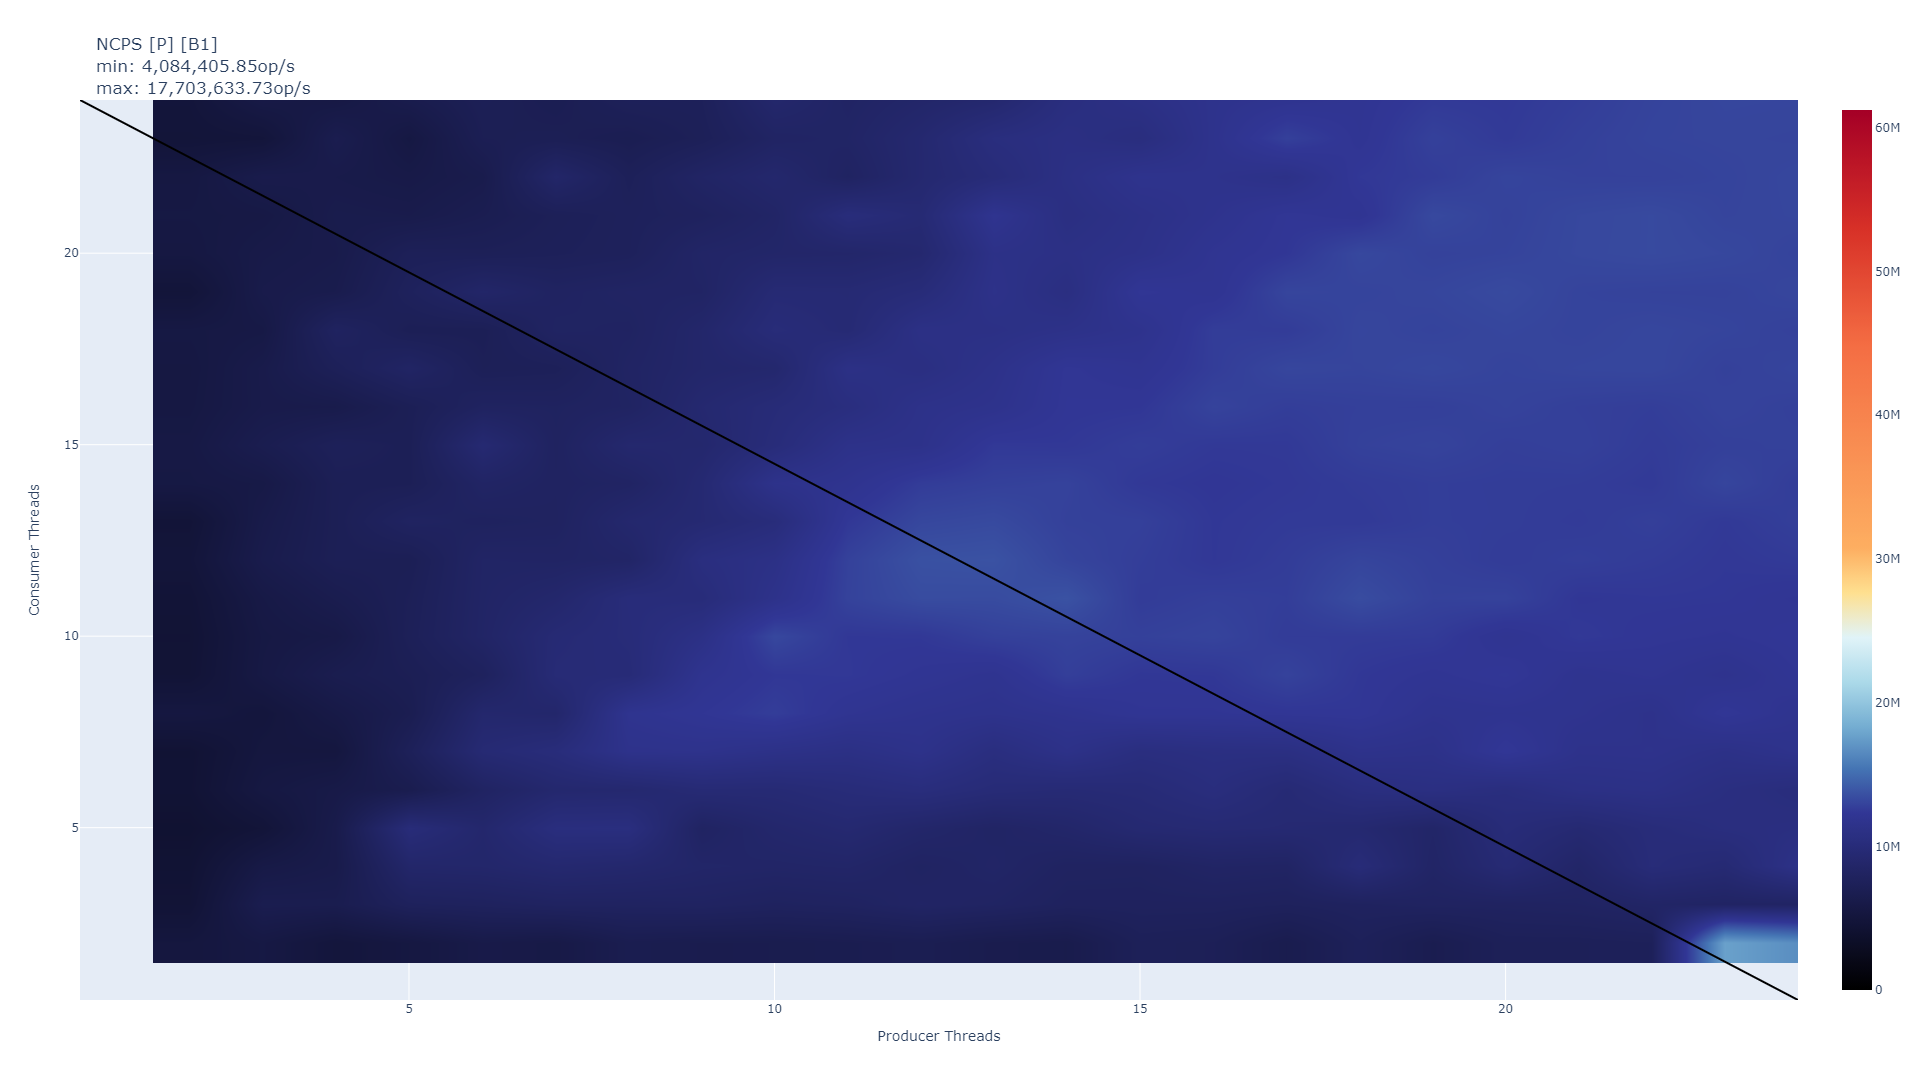 NCPS [P] [B1]
min: 4,084,405.85op/s
max: 17,703,633.73op/s
60M
50M
40M
30M
20M
10M
0
20
15
10
5
Consumer Threads
5
10
15
20
Producer Threads